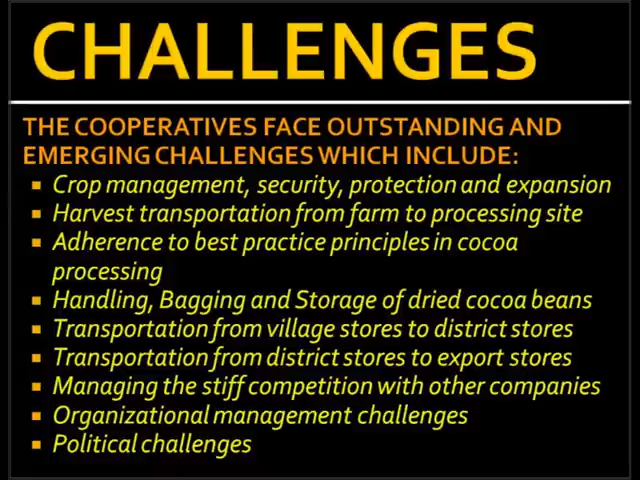 CHALLENGES
THE COOPERATIVES FACE OUTSTANDING AND
EMERGING CHALLENGES WHICH INCLUDE:
▪ Crop management, security, protection and expansion
▪ Harvest transportation from farm to processing site
▪ Adherence to best practice principles in cocoa
processing
▪ Handling, Bagging and Storage of dried cocoa beans
▪ Transportation from village stores to district stores
▪ Transportation from district stores to export stores
▪ Managing the stiff competition with other companies
▪ Organizational management challenges
▪ Political challenges